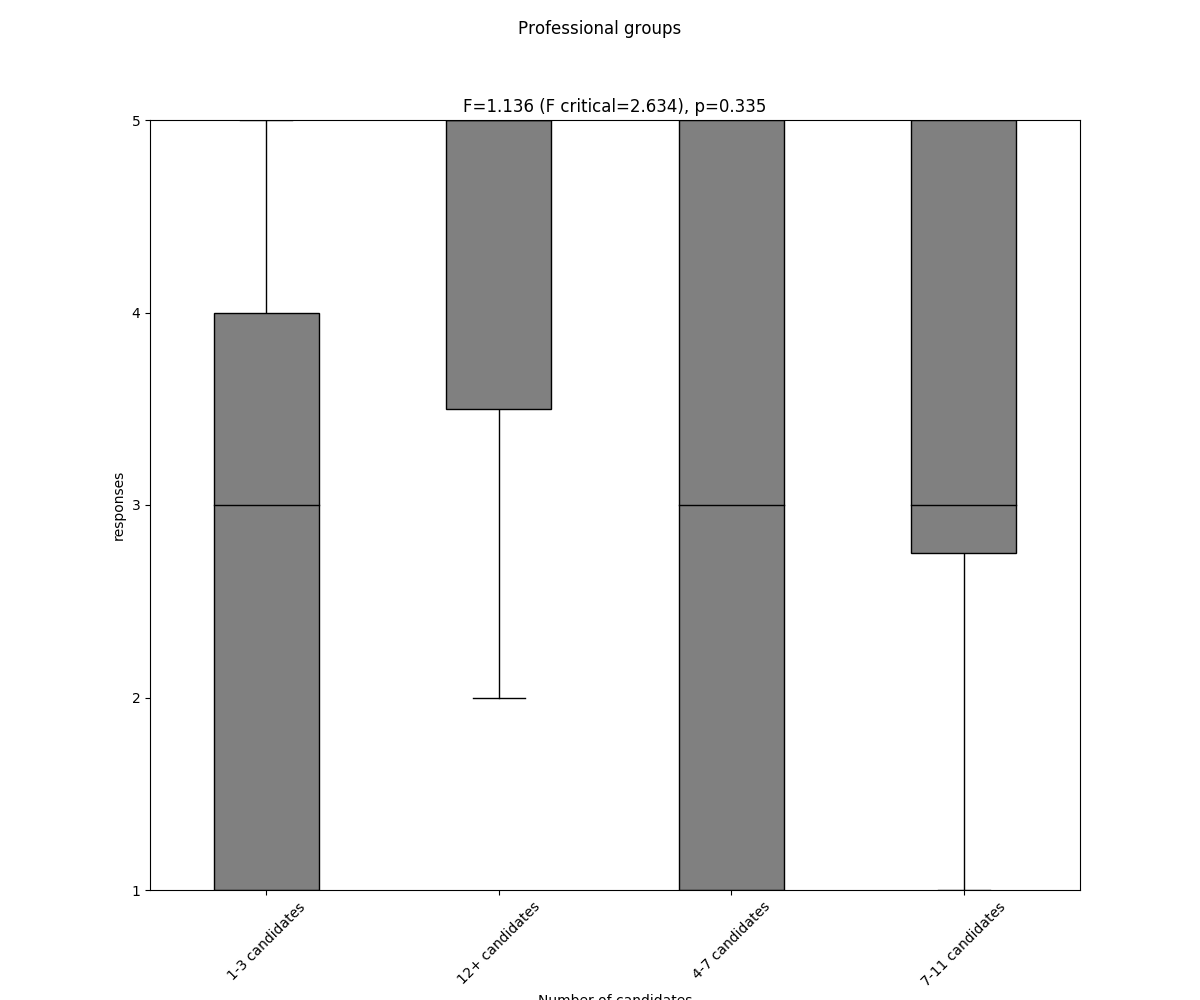 Professional groups
F=1.136 (F critical=2.634), p=0.335
5
4
3
2
1
responses
1-3 candidates
12+ candidates
4-7 candidates
7-11 candidates
Number of candidates